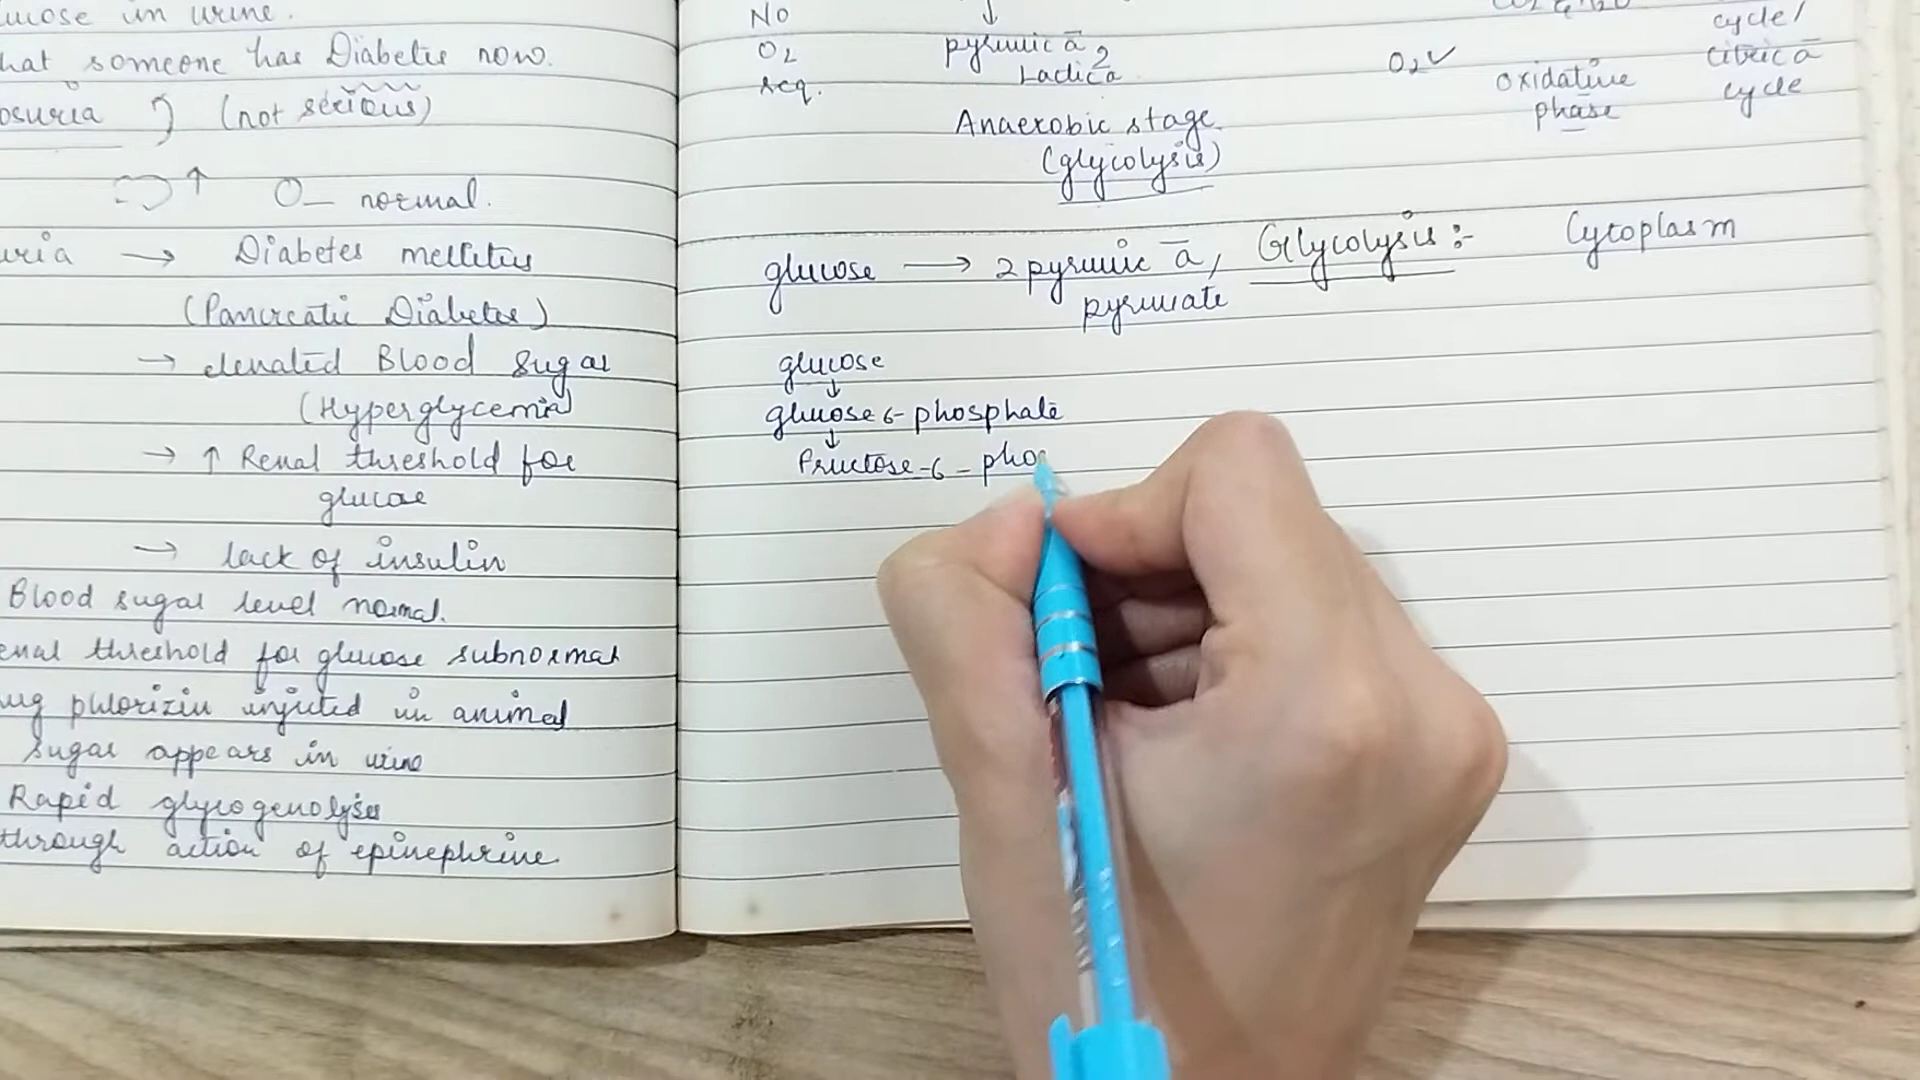 in urine.
hat someone has Diabetes now.
osuria } (not serious)
↑ O_ normal.
uria → Diabetes mellitus
(Pancreatic Diabetes)
→ elevated Blood Sugar
(Hyperglycemia)
→ ↑ Renal threshold for
glucose
→ lack of insulin
Blood sugar level normal.
enal threshold for glucose subnormal
ug phlorizin injected in animal
sugar appears in urine
Rapid glycogenolysis
through action of epinephrine
NO ↓
O₂ pyruvic ā 2
req. Lactic a
Anaerobic stage
(glycolysis)
cycle/
O₂✓ oxidative citric ā
phase cycle
glucose → 2 pyruvic ā, Glycolysis :- Cytoplasm
pyruvate
glucose
↓
glucose 6- phosphate
↓
Fructose-6- pho